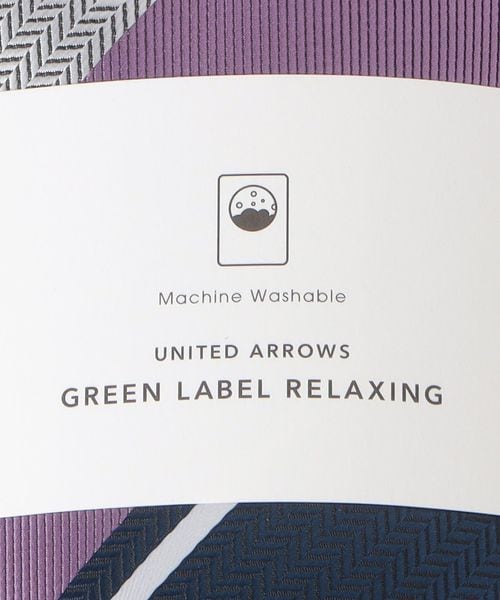 Machine Washable
UNITED ARROWS
GREEN LABEL RELAXING